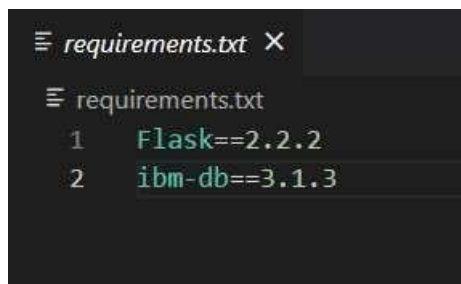 requirements.txt ×
requirements.txt
1 Flask==2.2.2
2 ibm-db==3.1.3